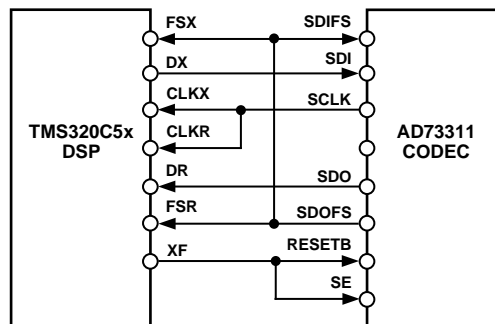 FSX SDIFS
DX SDI
CLKX SCLK
TMS320C5x DSP
CLKR
AD73311 CODEC
DR SDO
FSR SDOFS
XF RESETB
SE